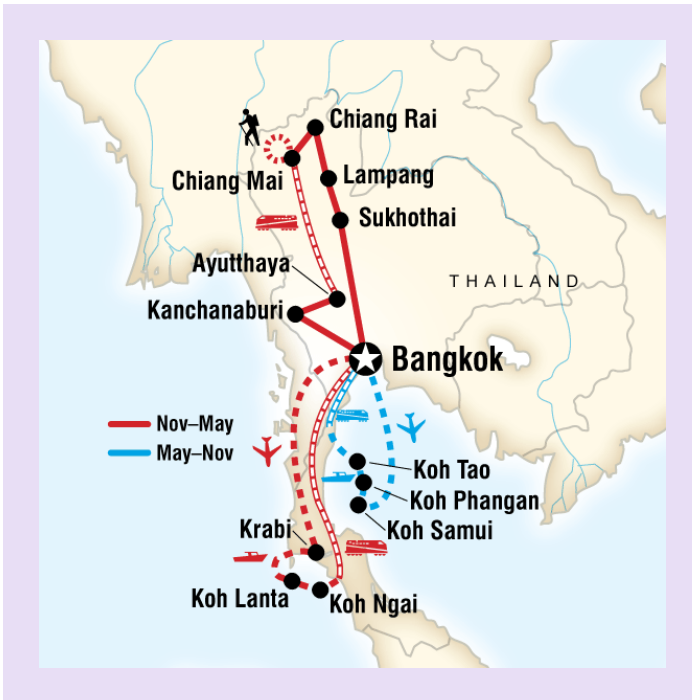 Chiang Rai
Chiang Mai
Lampang
Sukhothai
Ayutthaya
THAILAND
Kanchanaburi
Bangkok
Nov–May
May–Nov
Koh Tao
Koh Phangan
Koh Samui
Krabi
Koh Lanta
Koh Ngai